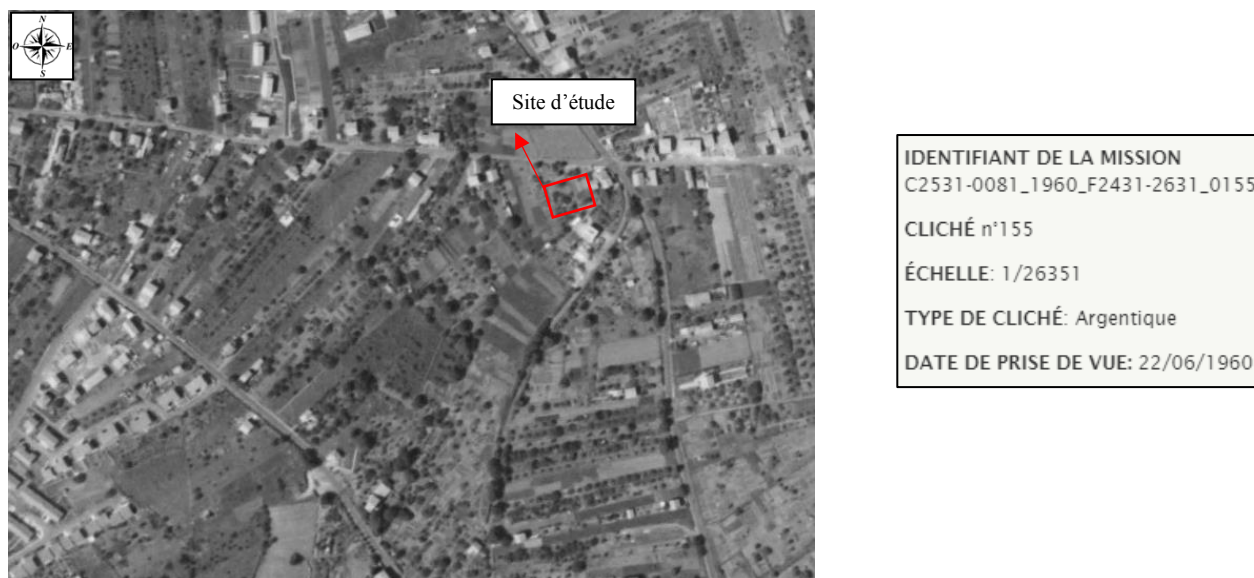 N
O E
S
Site d’étude
IDENTIFIANT DE LA MISSION
C2531-0081_1960_F2431-2631_0155
CLICHÉ n°155
ÉCHELLE: 1/26351
TYPE DE CLICHÉ: Argentique
DATE DE PRISE DE VUE: 22/06/1960